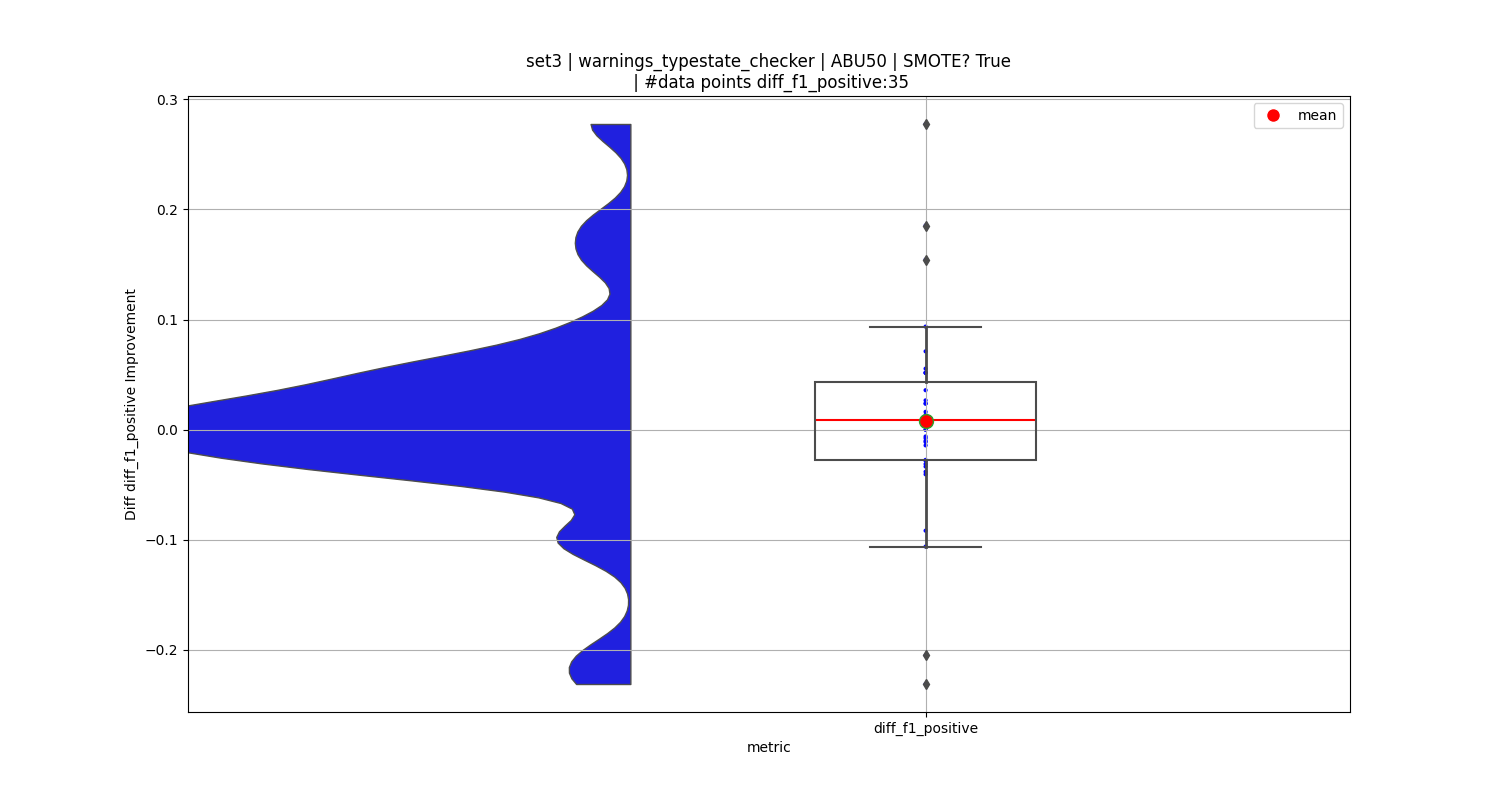 set3 | warnings_typestate_checker | ABU50 | SMOTE? True
| #data points diff_f1_positive:35
mean
0.3
0.2
0.1
0.0
−0.1
−0.2
Diff diff_f1_positive Improvement
diff_f1_positive
metric